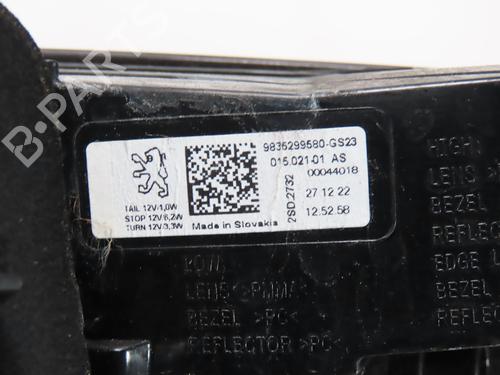 B-PARTS
9835299580-GS23
015.021-01 AS
00044018
2SD.2732
27 12 22
12:52:58
TAIL 12V/1,0W
STOP 12V/6,2W
TURN 12V/3,3W
Made in Slovakia
HIGH
LENS >
BEZEL
REFLECTOR
EDGE L
BEZEL
REFLECTOR
LOW
LENS >PMMA<
BEZEL >PC<
REFLECTOR >PC<